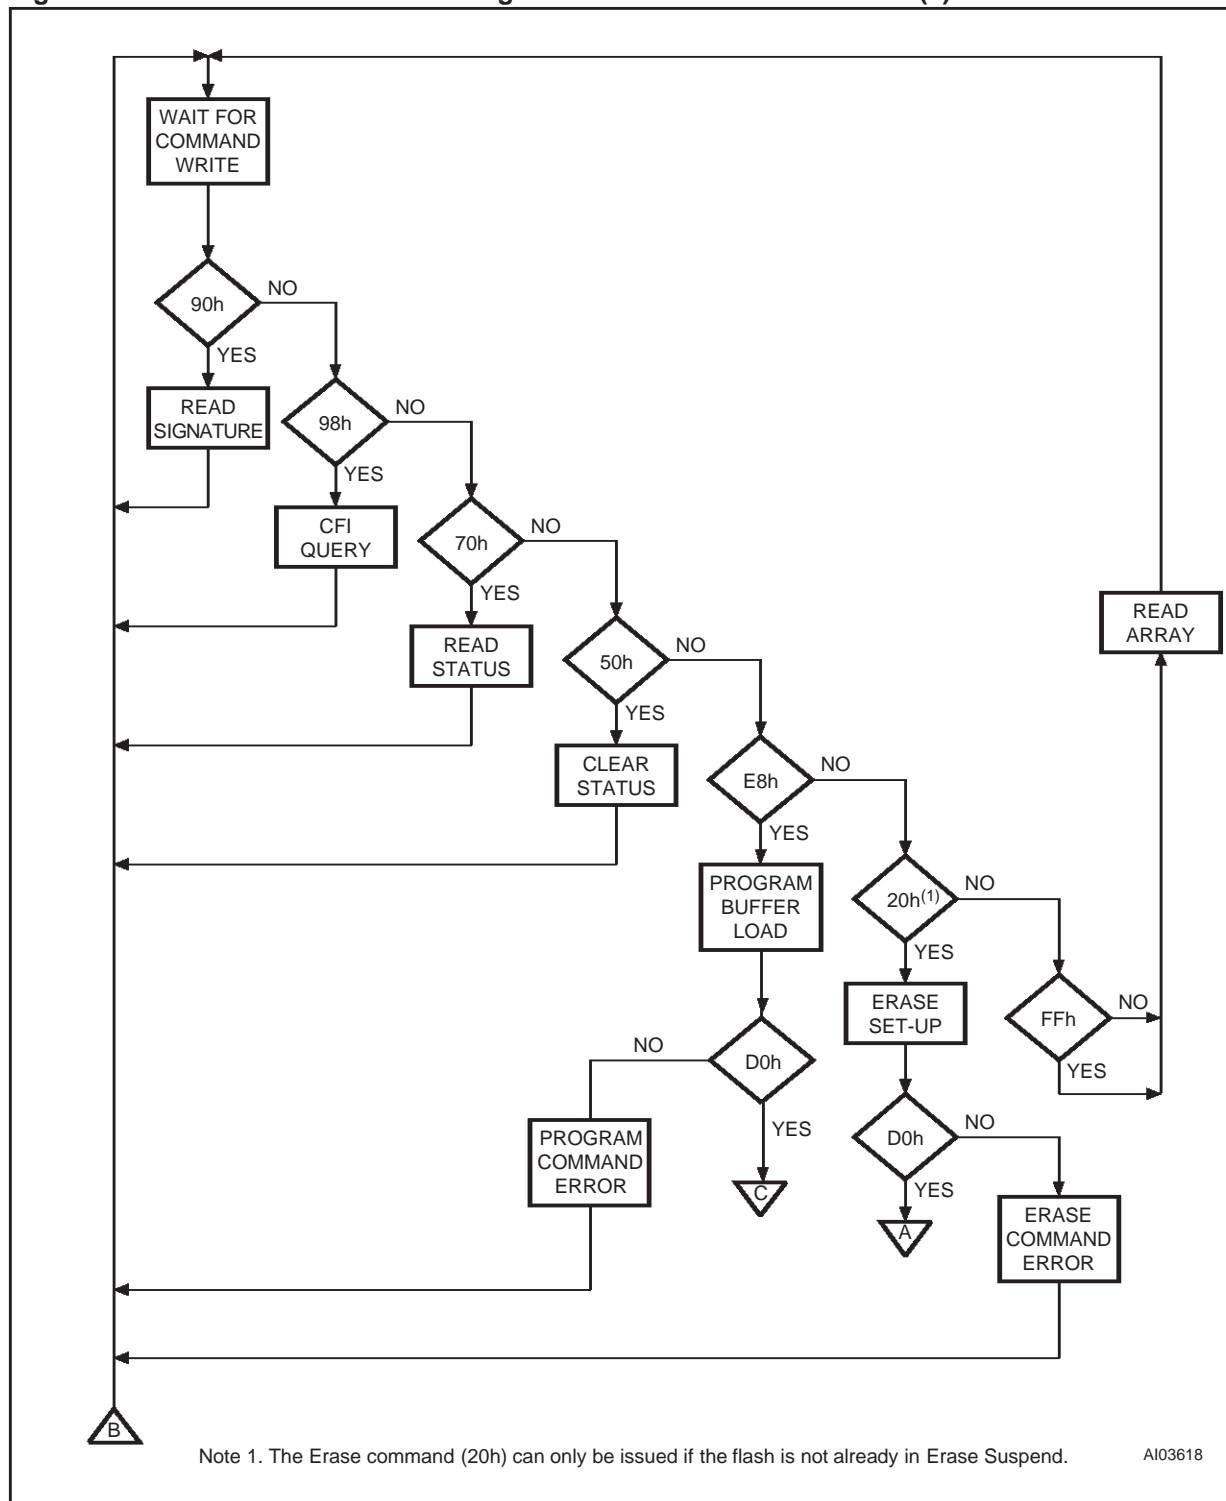 WAIT FOR
COMMAND
WRITE
90h
NO
YES
READ
SIGNATURE
98h
NO
YES
CFI
QUERY
70h
NO
YES
READ
STATUS
50h
NO
YES
CLEAR
STATUS
READ
ARRAY
E8h
NO
YES
PROGRAM
BUFFER
LOAD
20h(1)
NO
YES
ERASE
SET-UP
FFh
NO
YES
D0h
NO
YES
PROGRAM
COMMAND
ERROR
C
D0h
NO
YES
A
ERASE
COMMAND
ERROR
B
Note 1. The Erase command (20h) can only be issued if the flash is not already in Erase Suspend.
AI03618